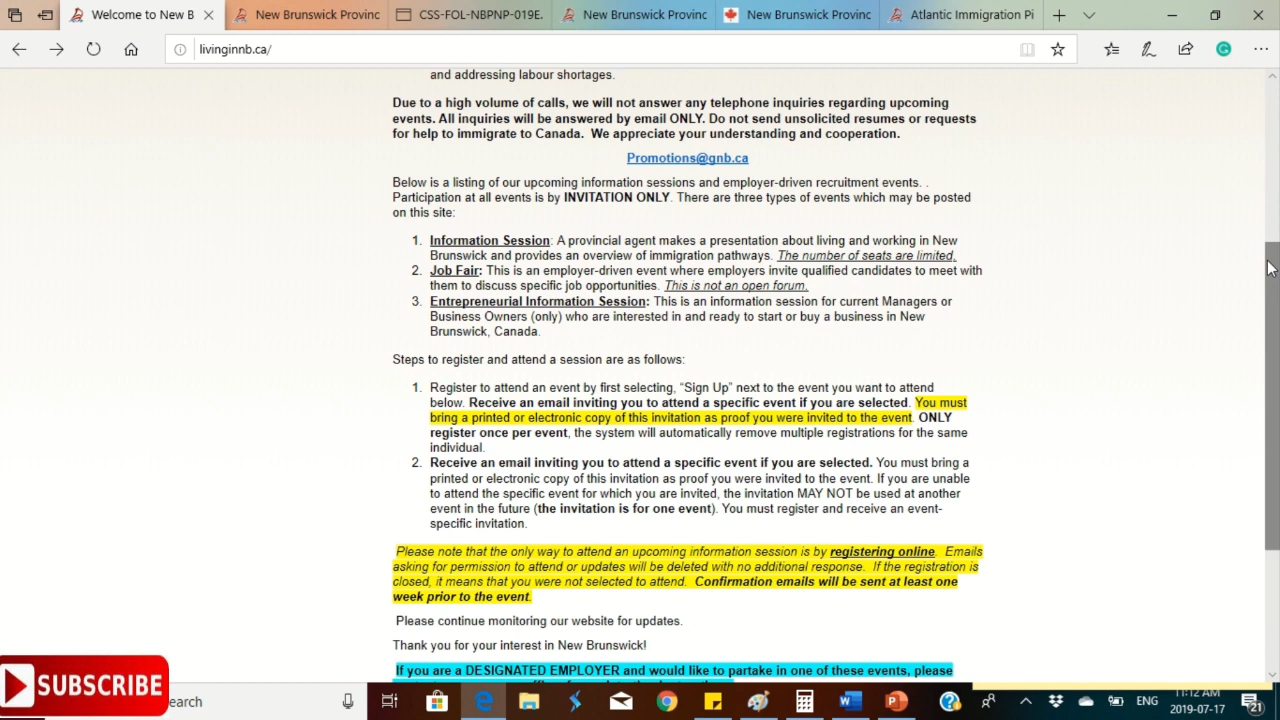 Welcome to New B
New Brunswick Provinc
CSS-FOL-NBPNP-019E.
New Brunswick Provinc
New Brunswick Provinc
Atlantic Immigration Pi
livinginnb.ca/
and addressing labour shortages.
Due to a high volume of calls, we will not answer any telephone inquiries regarding upcoming
events. All inquiries will be answered by email ONLY. Do not send unsolicited resumes or requests
for help to immigrate to Canada.  We appreciate your understanding and cooperation.
Promotions@gnb.ca
Below is a listing of our upcoming information sessions and employer-driven recruitment events. .
Participation at all events is by INVITATION ONLY. There are three types of events which may be posted
on this site:
1. Information Session: A provincial agent makes a presentation about living and working in New
Brunswick and provides an overview of immigration pathways. The number of seats are limited.
2. Job Fair: This is an employer-driven event where employers invite qualified candidates to meet with
them to discuss specific job opportunities. This is not an open forum.
3. Entrepreneurial Information Session: This is an information session for current Managers or
Business Owners (only) who are interested in and ready to start or buy a business in New
Brunswick, Canada.
Steps to register and attend a session are as follows:
1. Register to attend an event by first selecting, “Sign Up” next to the event you want to attend
below. Receive an email inviting you to attend a specific event if you are selected. You must
bring a printed or electronic copy of this invitation as proof you were invited to the event. ONLY
register once per event, the system will automatically remove multiple registrations for the same
individual.
2. Receive an email inviting you to attend a specific event if you are selected. You must bring a
printed or electronic copy of this invitation as proof you were invited to the event. If you are unable
to attend the specific event for which you are invited, the invitation MAY NOT be used at another
event in the future (the invitation is for one event). You must register and receive an event-
specific invitation.
Please note that the only way to attend an upcoming information session is by registering online.  Emails
asking for permission to attend or updates will be deleted with no additional response.  If the registration is
closed, it means that you were not selected to attend.  Confirmation emails will be sent at least one
week prior to the event.
Please continue monitoring our website for updates.
Thank you for your interest in New Brunswick!
If you are a DESIGNATED EMPLOYER and would like to partake in one of these events, please
SUBSCRIBE
earch
ENG
11:12 AM
2019-07-17
21